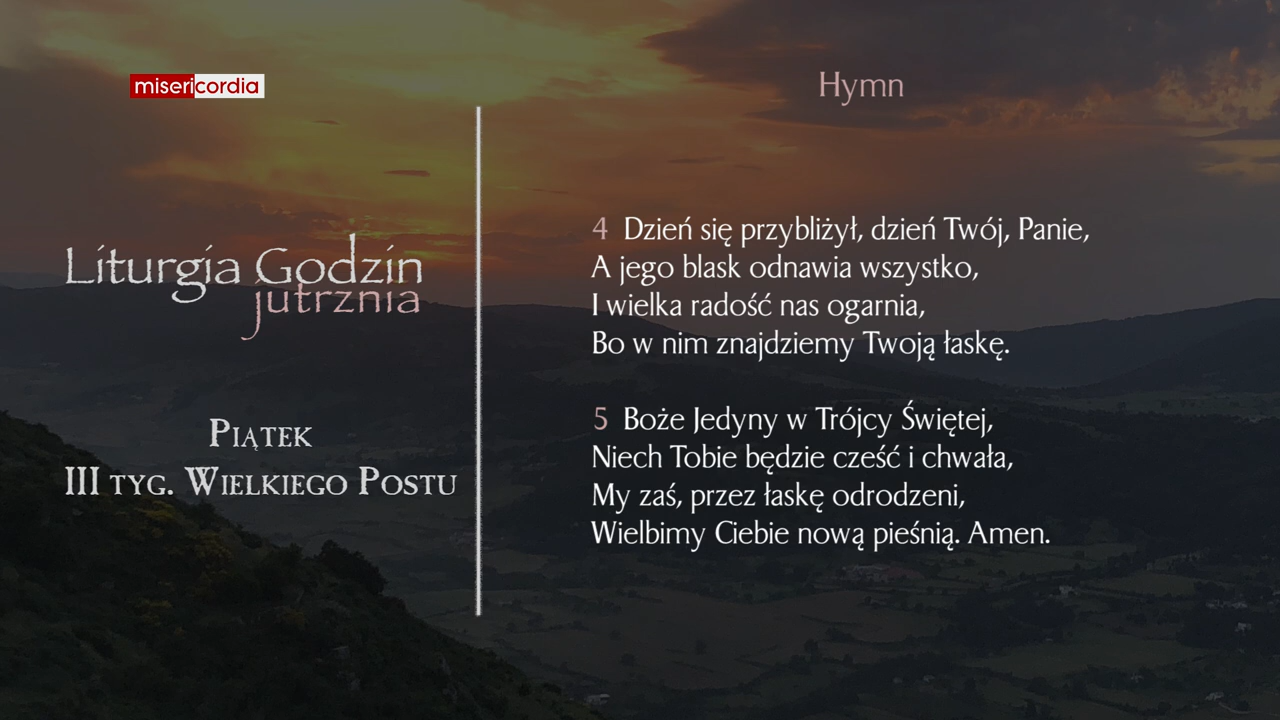 misericordia
Liturgia Godzin
jutrznia
Piątek
III tyg. Wielkiego Postu
Hymn
4 Dzień się przybliżył, dzień Twój, Panie,
A jego blask odnawia wszystko,
I wielka radość nas ogarnia,
Bo w nim znajdziemy Twoją łaskę.
5 Boże Jedyny w Trójcy Świętej,
Niech Tobie będzie cześć i chwała,
My zaś, przez łaskę odrodzeni,
Wielbimy Ciebie nową pieśnią. Amen.